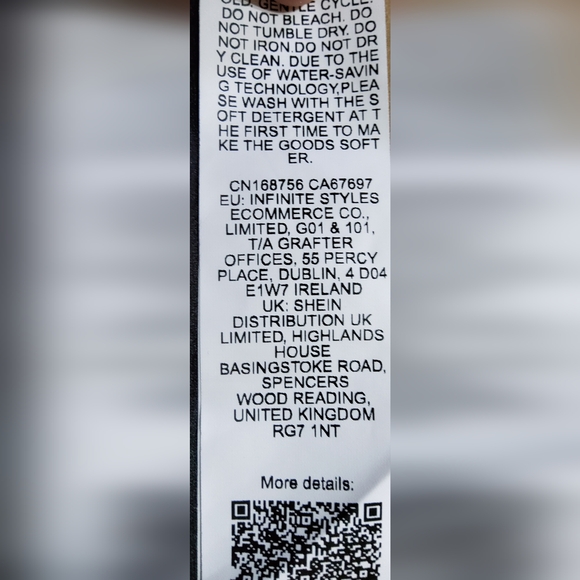 OLD. GENTLE CYCLE.
DO NOT BLEACH. DO
NOT TUMBLE DRY. DO
NOT IRON.DO NOT DR
Y CLEAN. DUE TO THE
USE OF WATER-SAVIN
G TECHNOLOGY,PLEA
SE WASH WITH THE S
OFT DETERGENT AT T
HE FIRST TIME TO MA
KE THE GOODS SOFT
ER.
CN168756 CA67697
EU: INFINITE STYLES
ECOMMERCE CO.,
LIMITED, G01 & 101,
T/A GRAFTER
OFFICES, 55 PERCY
PLACE, DUBLIN, 4 D04
E1W7 IRELAND
UK: SHEIN
DISTRIBUTION UK
LIMITED, HIGHLANDS
HOUSE
BASINGSTOKE ROAD,
SPENCERS
WOOD READING,
UNITED KINGDOM
RG7 1NT
More details: